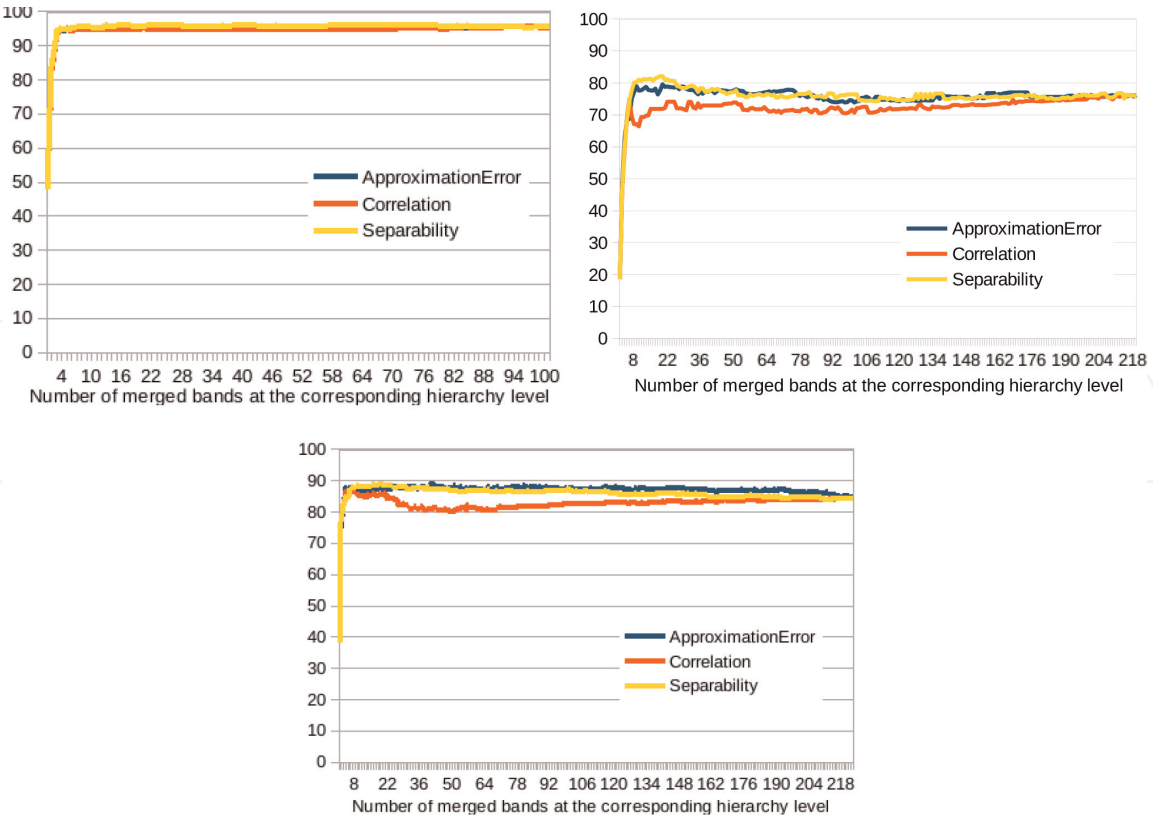 100
90
80
70
60
50
40
30
20
10
0
ApproximationError
Correlation
Separability
4 10 16 22 28 34 40 46 52 58 64 70 76 82 88 94 100
Number of merged bands at the corresponding hierarchy level
100
90
80
70
60
50
40
30
20
10
0
ApproximationError
Correlation
Separability
8 22 36 50 64 78 92 106 120 134 148 162 176 190 204 218
Number of merged bands at the corresponding hierarchy level
100
90
80
70
60
50
40
30
20
10
0
ApproximationError
Correlation
Separability
8 22 36 50 64 78 92 106 120 134 148 162 176 190 204 218
Number of merged bands at the corresponding hierarchy level